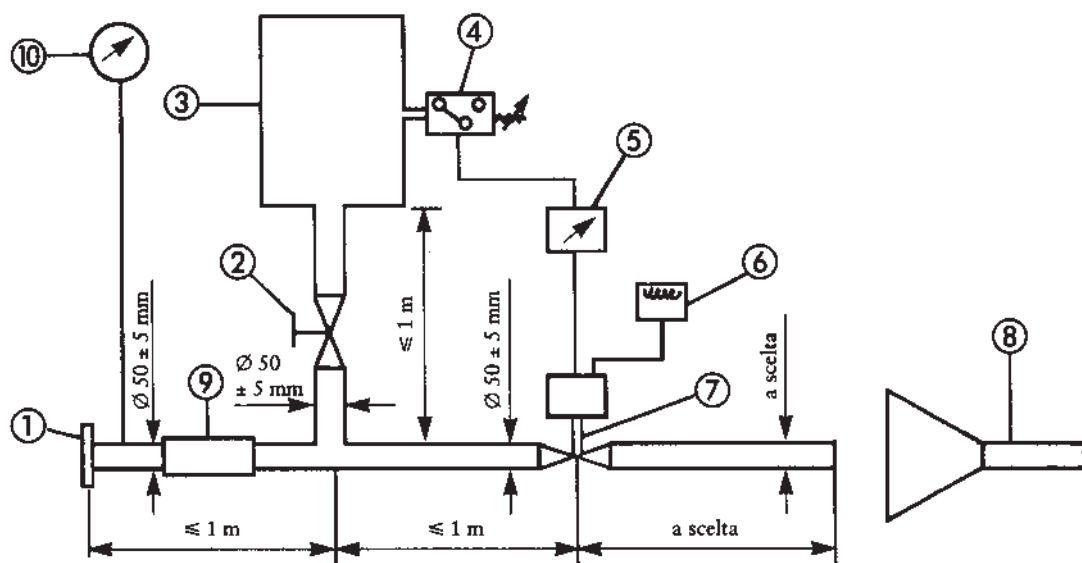 10
4
3
5
2
6
≤ 1 m
Ø 50 ± 5 mm
Ø 50 ± 5 mm
Ø 50
± 5 mm
a scelta
9
7
8
1
≤ 1 m
≤ 1 m
a scelta